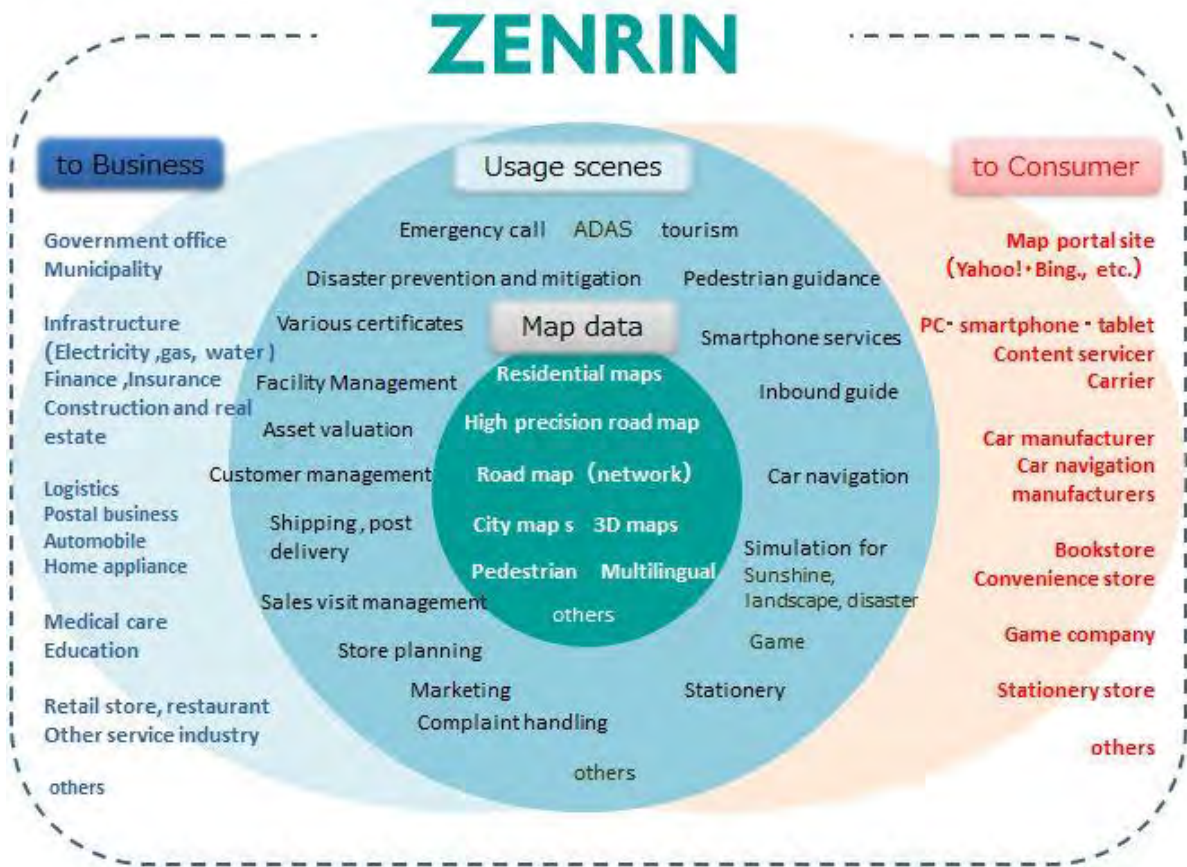 ZENRIN
to Business
Government office
Municipality
Infrastructure
(Electricity ,gas, water )
Finance ,Insurance
Construction and real
estate
Logistics
Postal business
Automobile
Home appliance
Medical care
Education
Retail store, restaurant
Other service industry
others
Usage scenes
Emergency call ADAS tourism
Disaster prevention and mitigation Pedestrian guidance
Various certificates
Smartphone services
Facility Management
Inbound guide
Asset valuation
Customer management
Car navigation
Shipping , post
delivery
Simulation for
Sunshine,
landscape, disaster
Sales visit management
Game
Store planning
Marketing
Stationery
Complaint handling
others
Map data
Residential maps
High precision road map
Road map (network)
City map s 3D maps
Pedestrian Multilingual
others
to Consumer
Map portal site
(Yahoo!・Bing., etc.)
PC・ smartphone・ tablet
Content servicer
Carrier
Car manufacturer
Car navigation
manufacturers
Bookstore
Convenience store
Game company
Stationery store
others